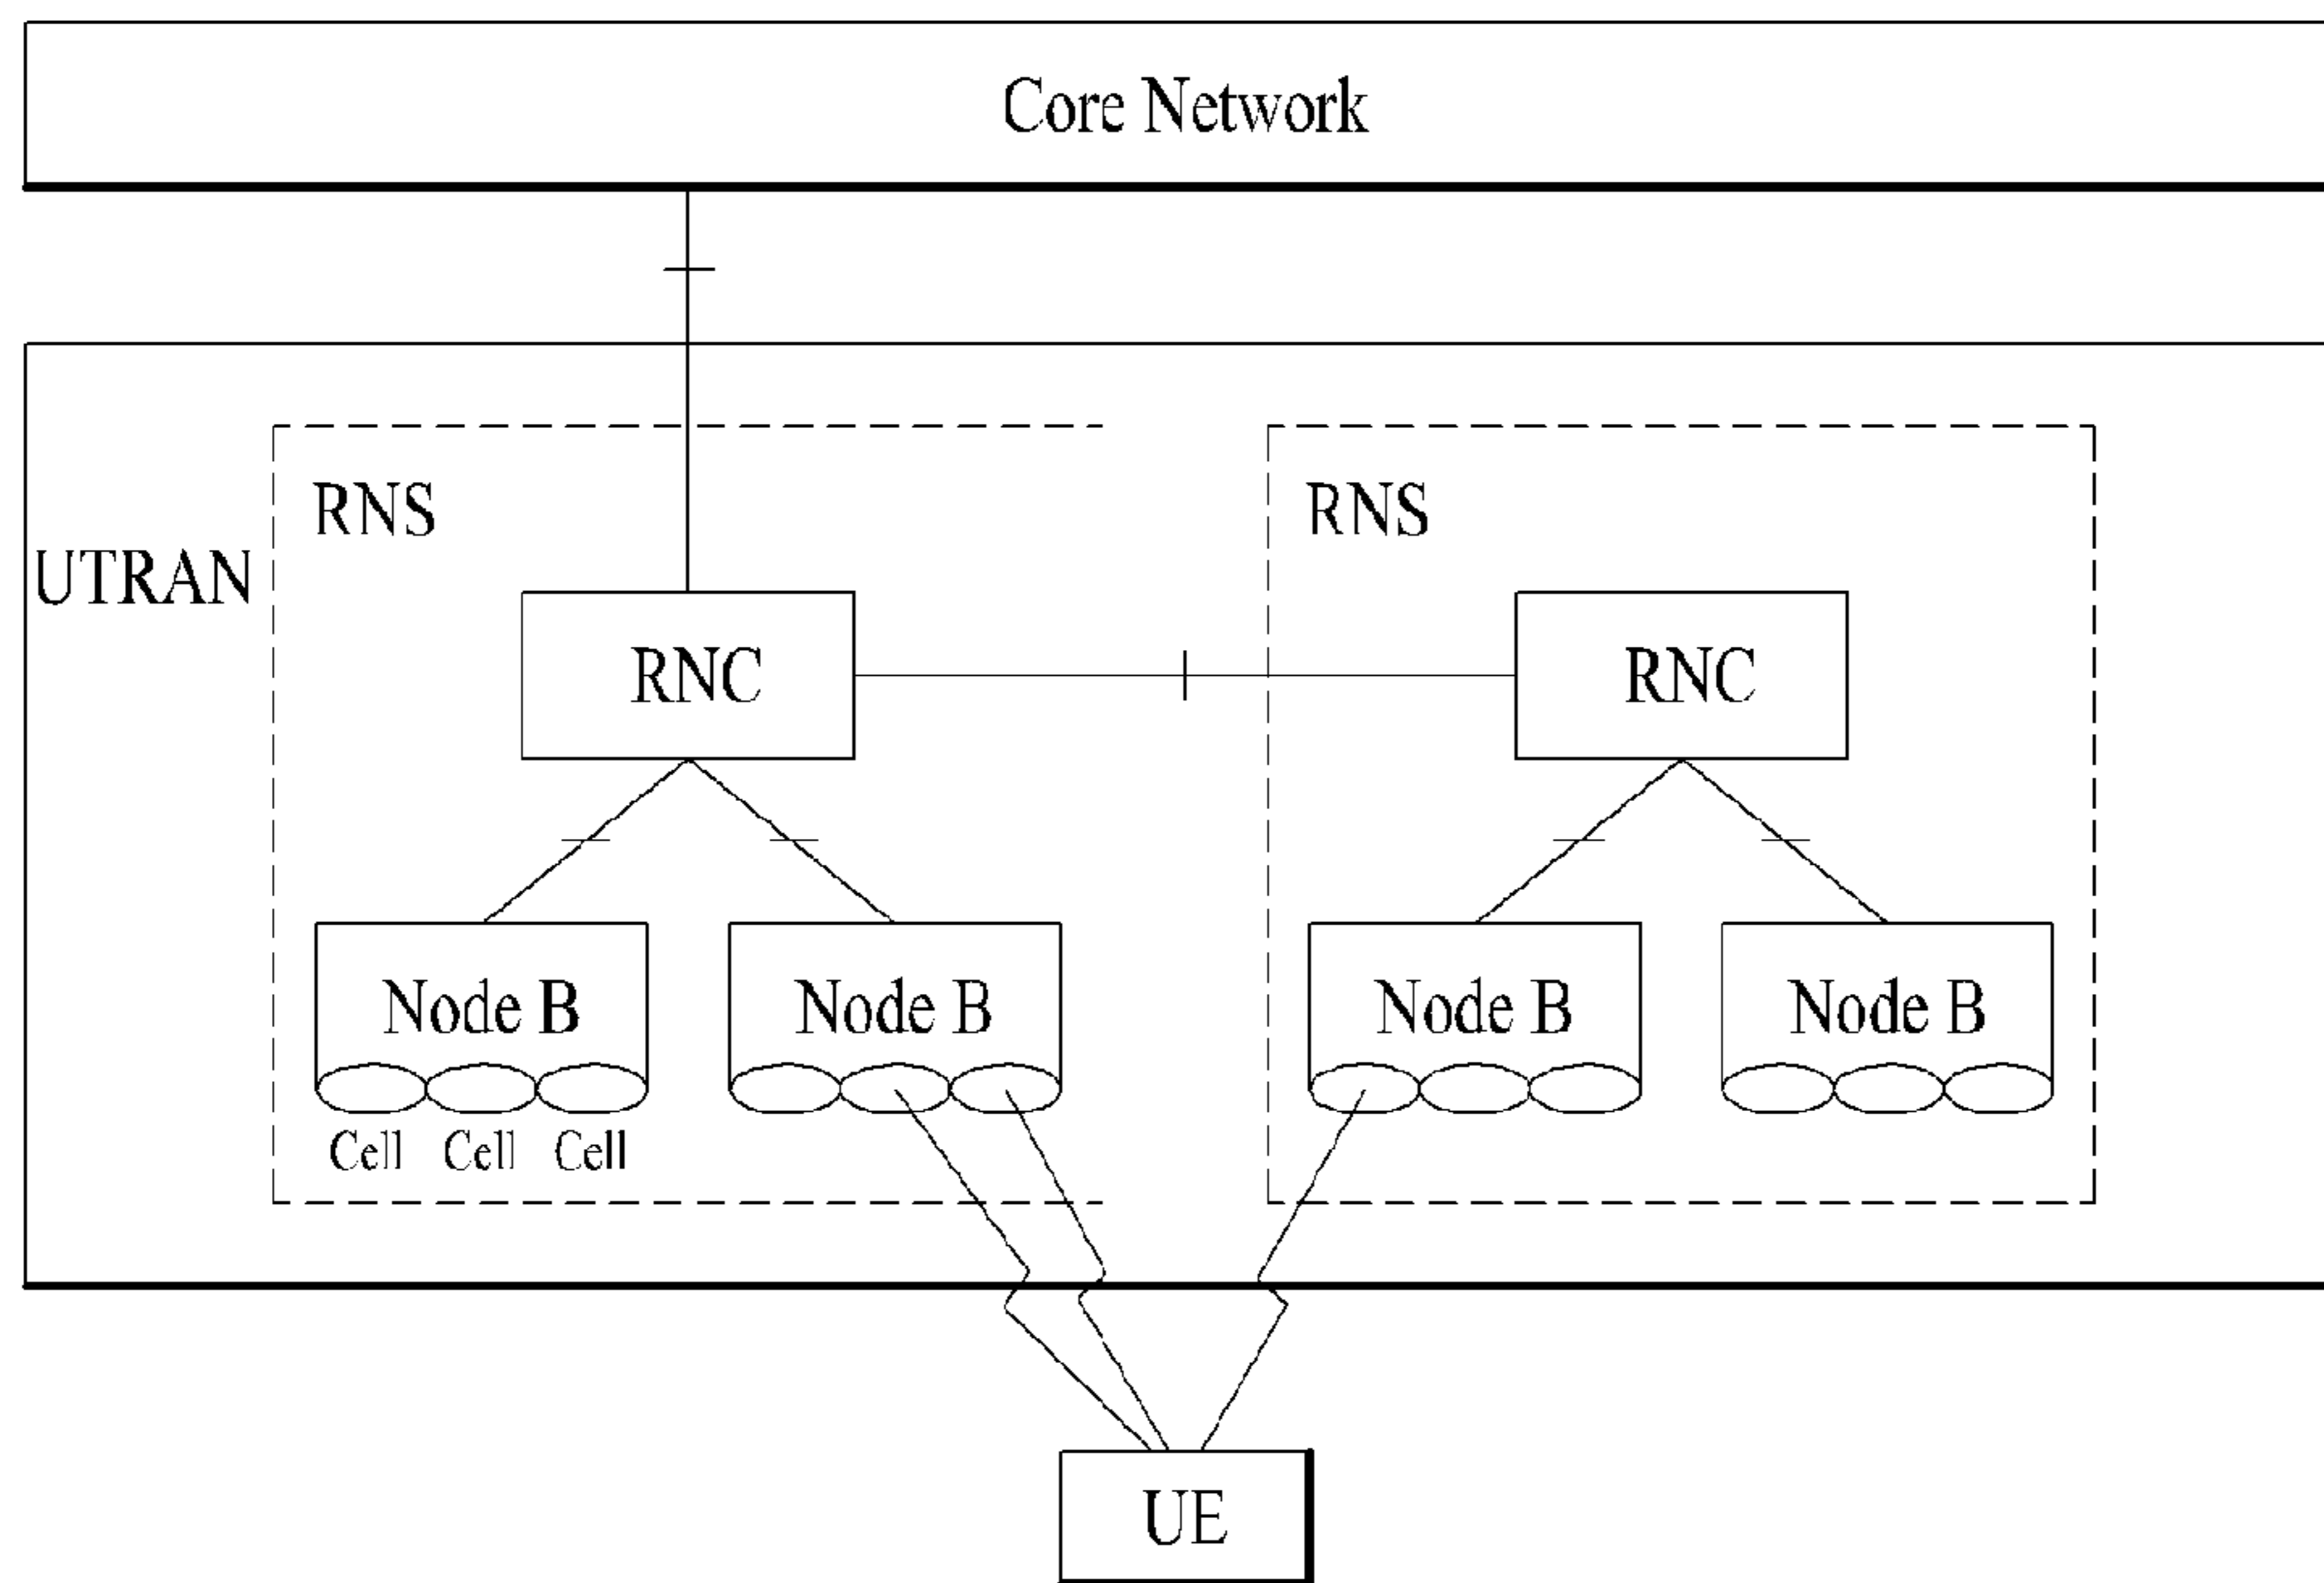 Core Network
RNS
RNS
UTRAN
RNC
RNC
Node B
Node B
Node B
Node B
Cell
Cell
Cell
UE